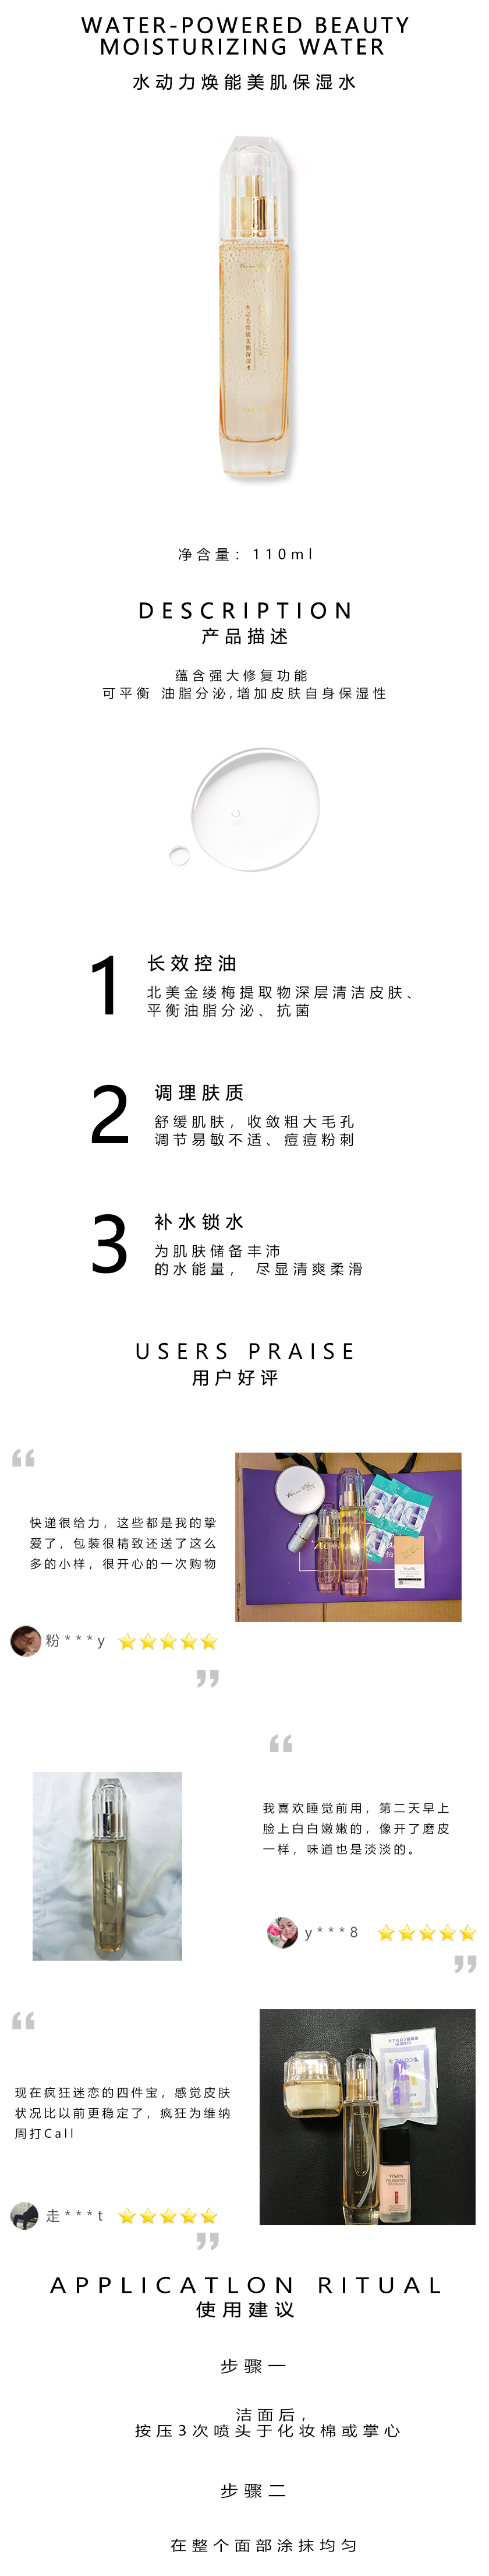 WATER-POWERED BEAUTY
MOISTURIZING WATER
水动力焕能美肌保湿水
水动力焕能美肌保湿水
净含量：110ml
DESCRIPTION
产品描述
蕴含强大修复功能
可平衡 油脂分泌,增加皮肤自身保湿性
1
长效控油
北美金缕梅提取物深层清洁皮肤、
平衡油脂分泌、抗菌
2
调理肤质
舒缓肌肤，收敛粗大毛孔
调节易敏不适、痘痘粉刺
3
补水锁水
为肌肤储备丰沛
的水能量， 尽显清爽柔滑
USERS PRAISE
用户好评
“
快递很给力，这些都是我的挚
爱了，包装很精致还送了这么
多的小样，很开心的一次购物
粉***y
”
“
我喜欢睡觉前用，第二天早上
脸上白白嫩嫩的，像开了磨皮
一样，味道也是淡淡的。
y***8
”
“
现在疯狂迷恋的四件宝，感觉皮肤
状况比以前更稳定了，疯狂为维纳
周打Call
走***t
”
APPLICATLON RITUAL
使用建议
步骤一
洁面后，
按压3次喷头于化妆棉或掌心
步骤二
在整个面部涂抹均匀